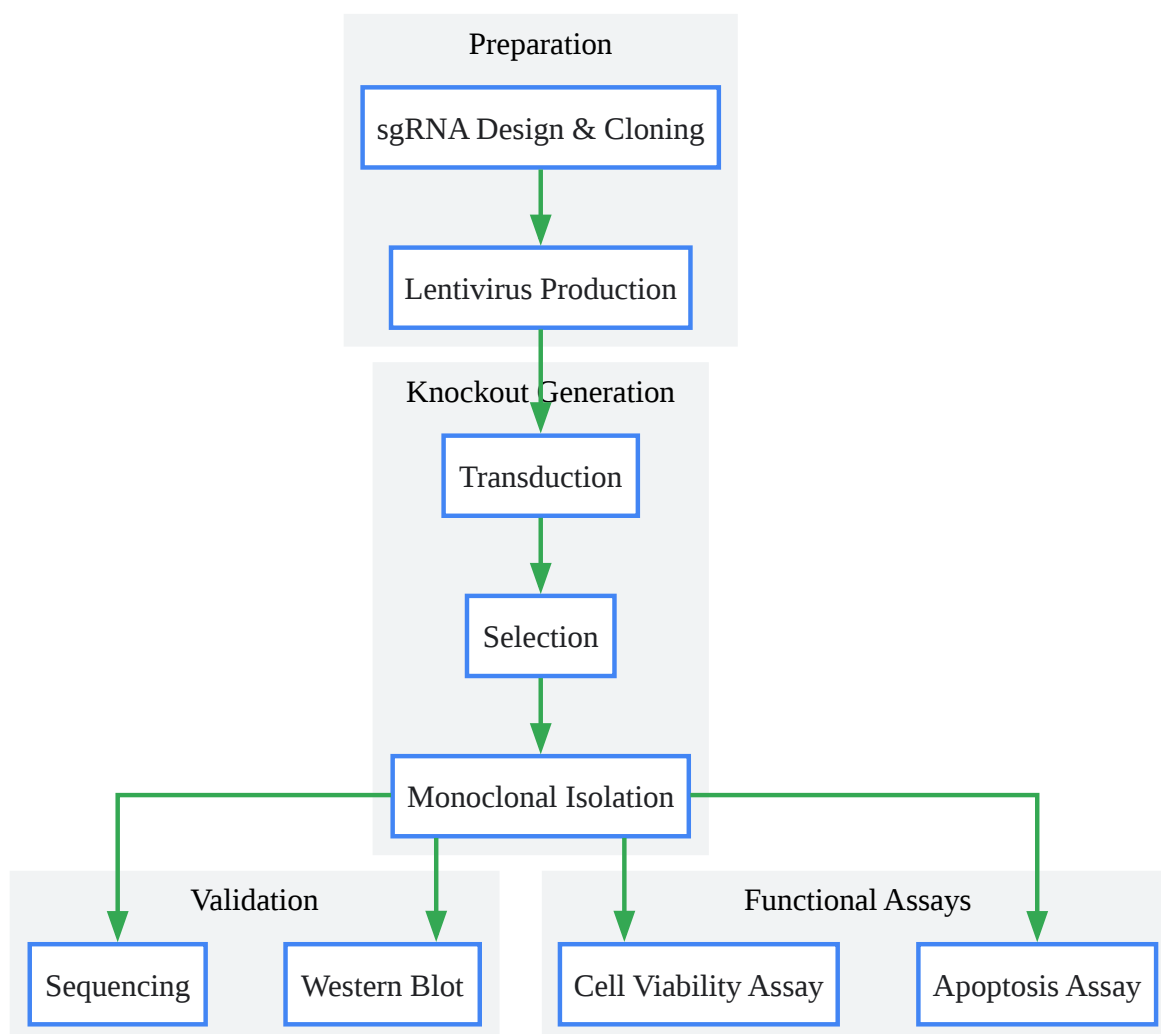 Preparation
sgRNA Design & Cloning
Lentivirus Production
Knockout Generation
Transduction
Selection
Monoclonal Isolation
Validation
Functional Assays
Sequencing
Western Blot
Cell Viability Assay
Apoptosis Assay